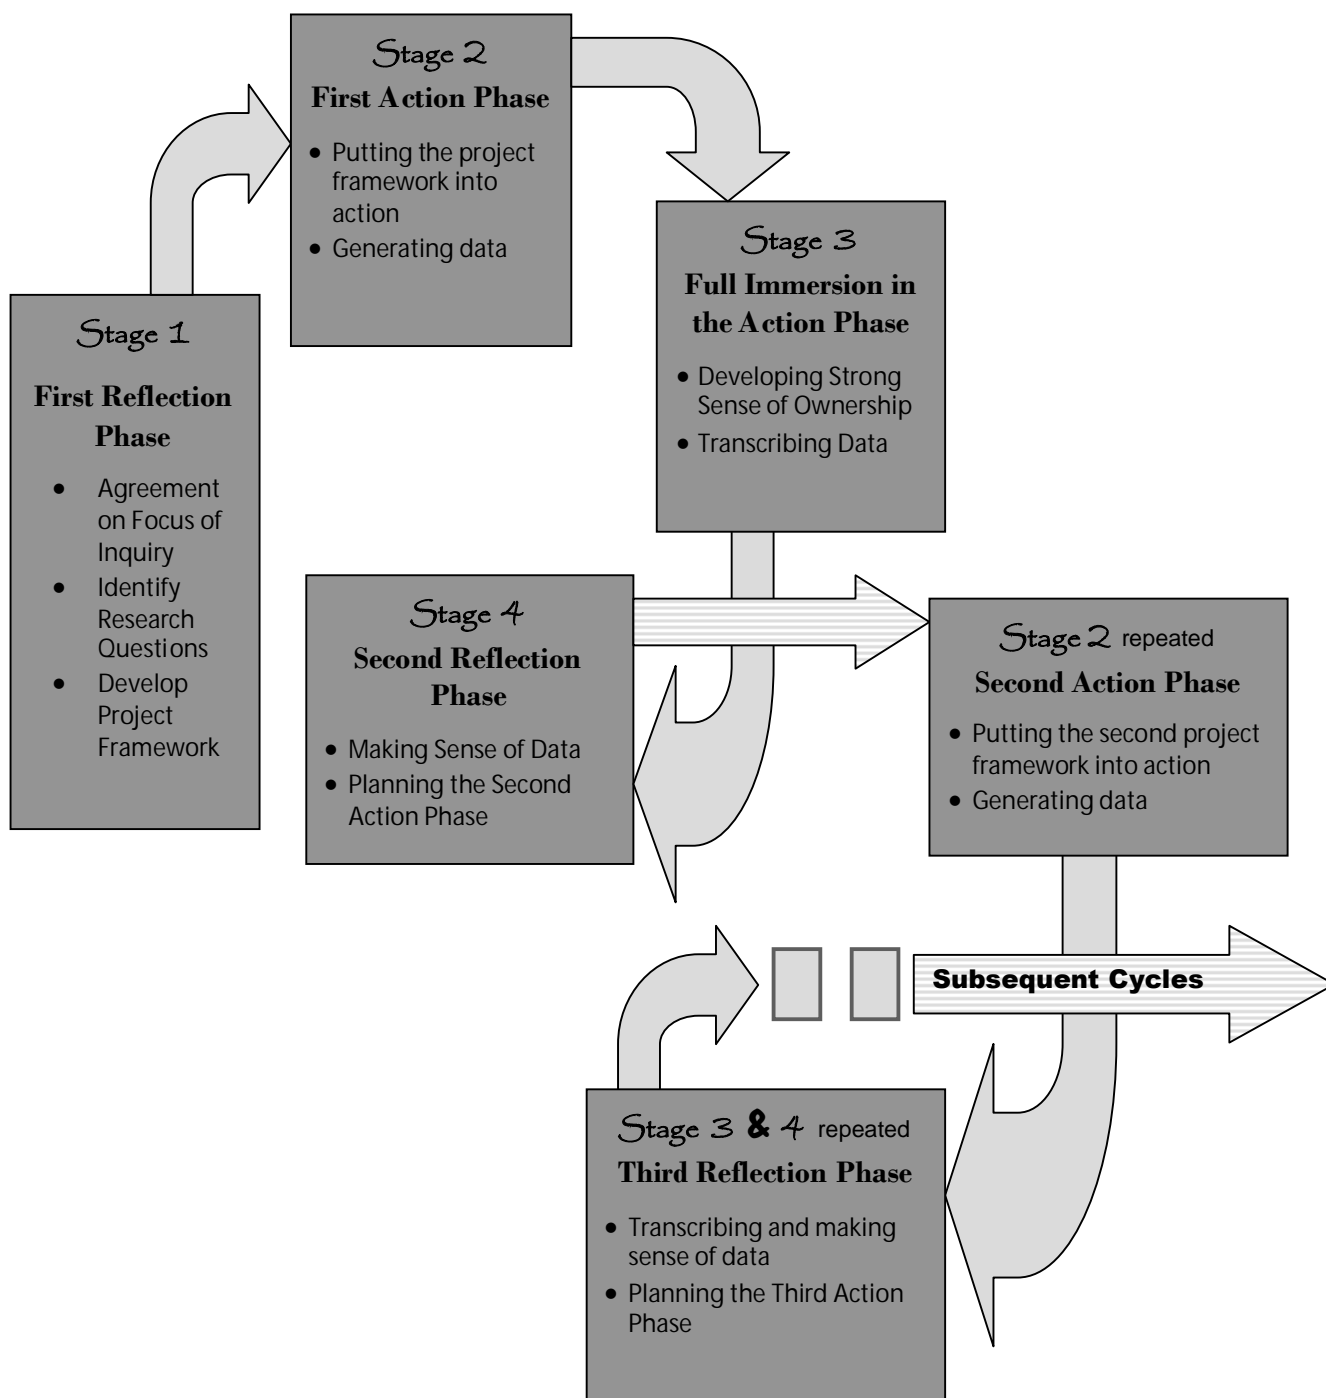 Stage 1
First Reflection
Phase
• Agreement
on Focus of
Inquiry
• Identify
Research
Questions
• Develop
Project
Framework
Stage 2
First Action Phase
• Putting the project
framework into
action
• Generating data
Stage 3
Full Immersion in
the Action Phase
• Developing Strong
Sense of Ownership
• Transcribing Data
Stage 4
Second Reflection
Phase
• Making Sense of Data
• Planning the Second
Action Phase
Stage 2 repeated
Second Action Phase
• Putting the second project
framework into action
• Generating data
Subsequent Cycles
Stage 3 & 4 repeated
Third Reflection Phase
• Transcribing and making
sense of data
• Planning the Third Action
Phase